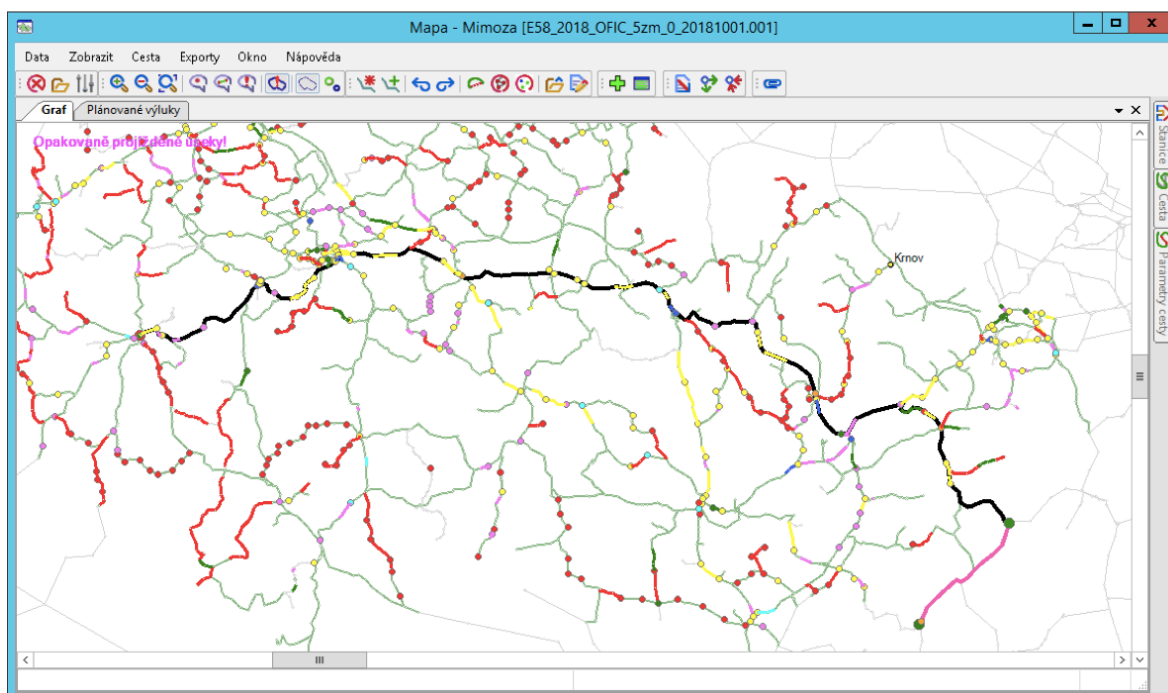 Mapa - Mimoza [E58_2018_OFIC_5zm_0_20181001.001]
Data Zobrazit Cesta Exporty Okno Nápověda
Graf Plánované výluky
Opakovaně projížděné úseky!
Krnov
Stanice
Cesta
Parametry cesty